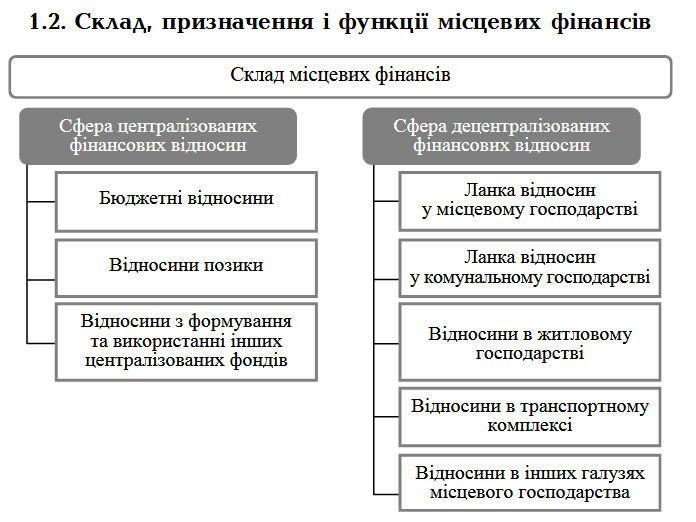 1.2. Склад, призначення і функції місцевих фінансів
Склад місцевих фінансів
Сфера централізованих
фінансових відносин
Бюджетні відносини
Відносини позики
Відносини з формування
та використанні інших
централізованих фондів
Сфера децентралізованих
фінансових відносин
Ланка відносин
у місцевому господарстві
Ланка відносин
у комунальному господарстві
Відносини в житловому
господарстві
Відносини в транспортному
комплексі
Відносини в інших галузях
місцевого господарства